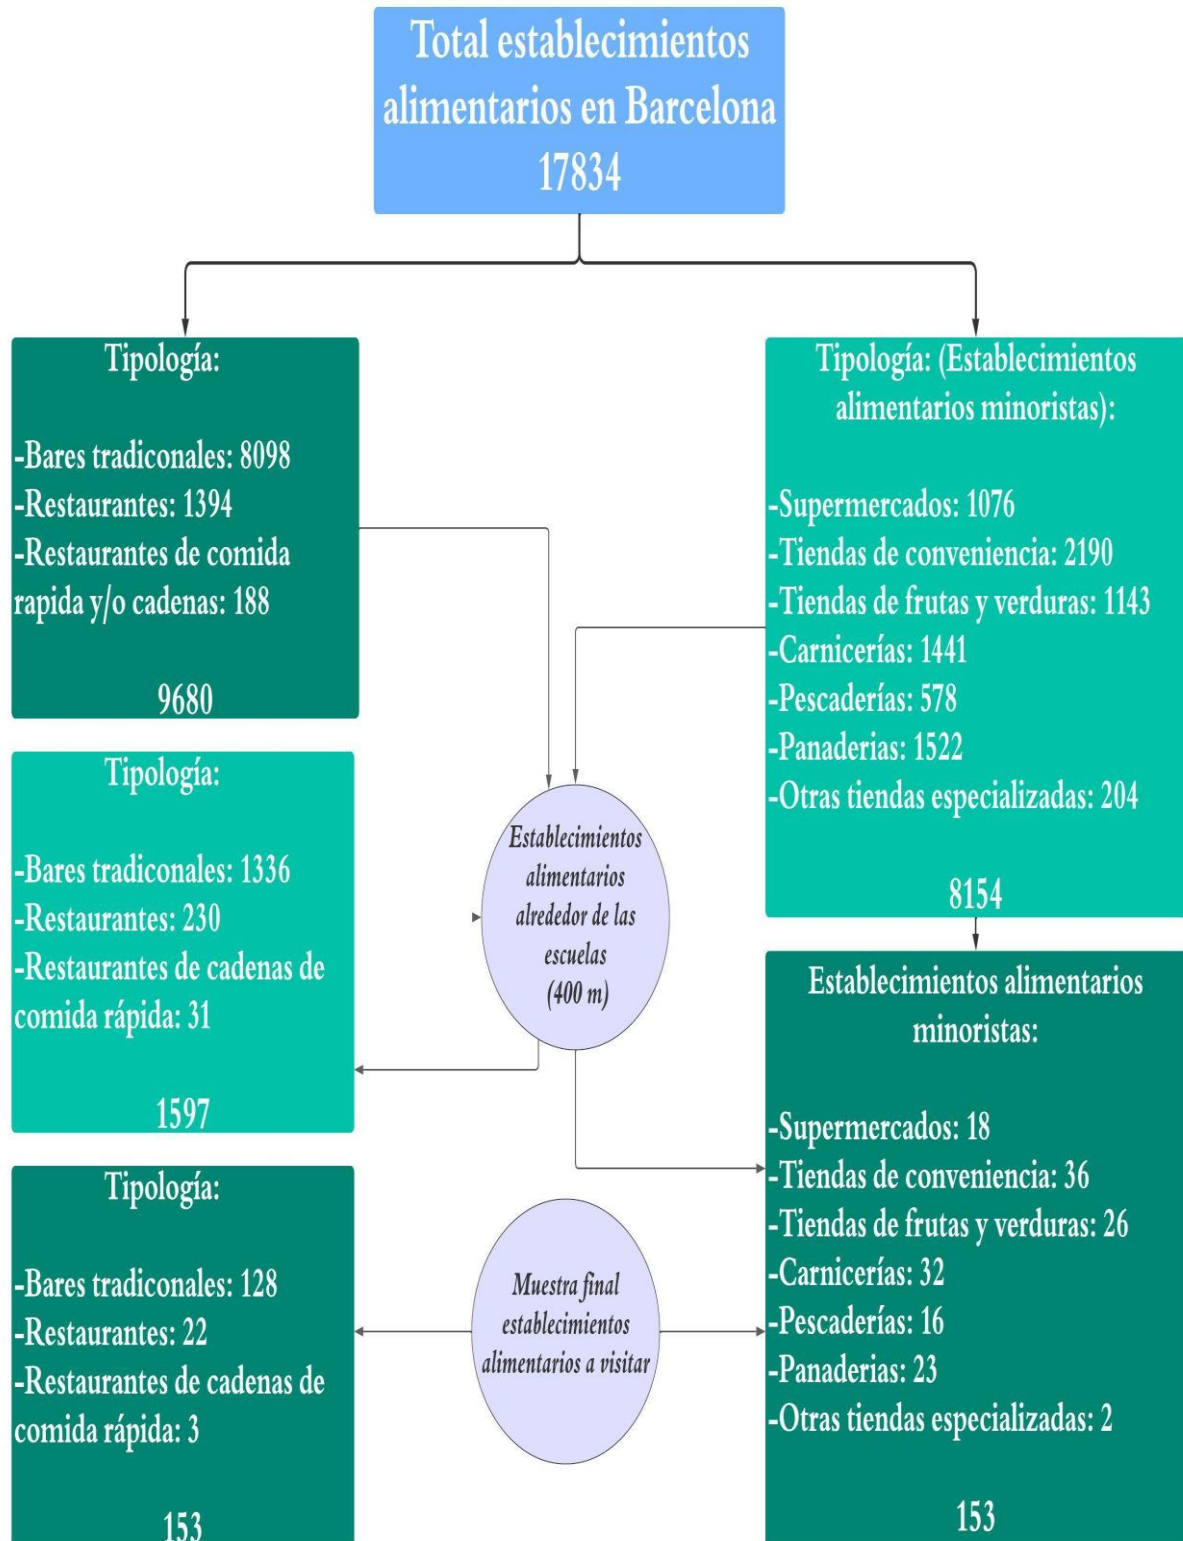 Total establecimientos
alimentarios en Barcelona
17834
Tipología:
-Bares tradiconales: 8098
-Restaurantes: 1394
-Restaurantes de comida
rapida y/o cadenas: 188
9680
Tipología: (Establecimientos
alimentarios minoristas):
-Supermercados: 1076
-Tiendas de conveniencia: 2190
-Tiendas de frutas y verduras: 1143
-Carnicerías: 1441
-Pescaderías: 578
-Panaderias: 1522
-Otras tiendas especializadas: 204
8154
Establecimientos
alimentarios
alrededor de las
escuelas
(400 m)
Tipología:
-Bares tradiconales: 1336
-Restaurantes: 230
-Restaurantes de cadenas de
comida rápida: 31
1597
Establecimientos alimentarios
minoristas:
-Supermercados: 18
-Tiendas de conveniencia: 36
-Tiendas de frutas y verduras: 26
-Carnicerías: 32
-Pescaderías: 16
-Panaderias: 23
-Otras tiendas especializadas: 2
153
Tipología:
-Bares tradiconales: 128
-Restaurantes: 22
-Restaurantes de cadenas de
comida rápida: 3
153
Muestra final
establecimientos
alimentarios a visitar